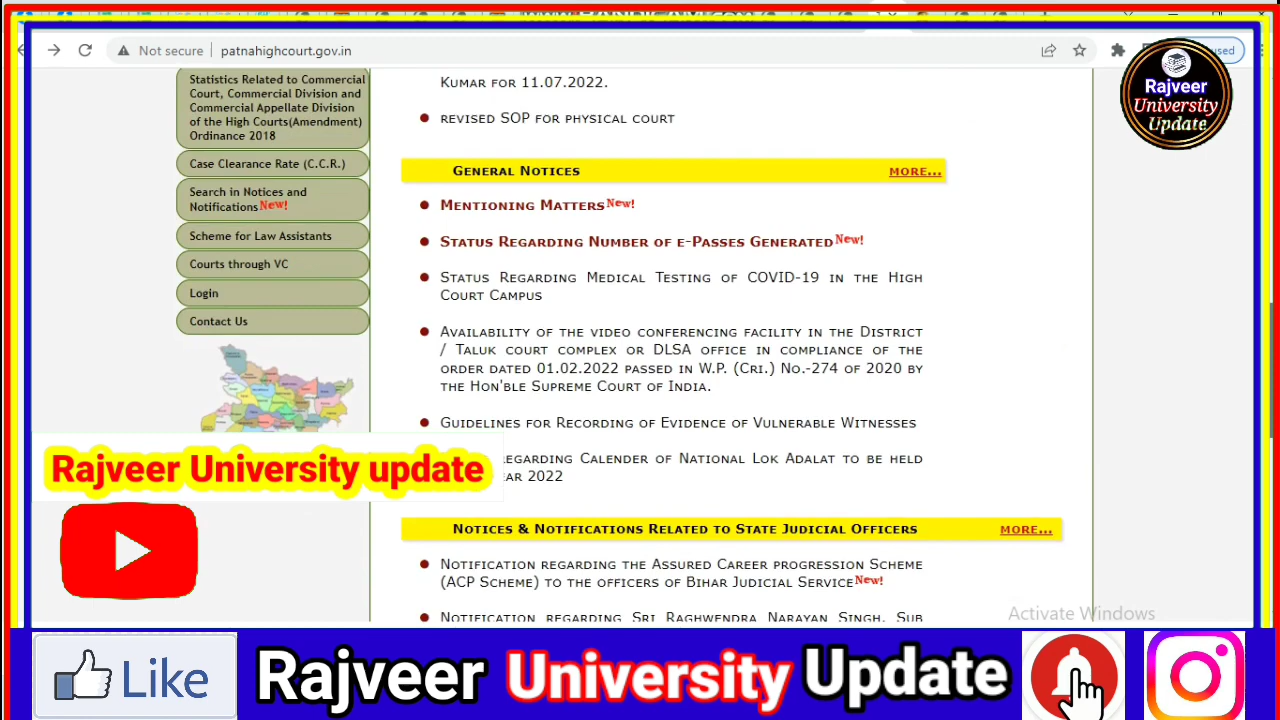 Not secure | patnahighcourt.gov.in
Rajveer
University
Update
Statistics Related to Commercial
Court, Commercial Division and
Commercial Appellate Division
of the High Courts(Amendment)
Ordinance 2018
Case Clearance Rate (C.C.R.)
Search in Notices and
Notifications New!
Scheme for Law Assistants
Courts through VC
Login
Contact Us
KUMAR FOR 11.07.2022.
REVISED SOP FOR PHYSICAL COURT
GENERAL NOTICES MORE...
MENTIONING MATTERS New!
STATUS REGARDING NUMBER OF E-PASSES GENERATED New!
STATUS REGARDING MEDICAL TESTING OF COVID-19 IN THE HIGH
COURT CAMPUS
AVAILABILITY OF THE VIDEO CONFERENCING FACILITY IN THE DISTRICT
/ TALUK COURT COMPLEX OR DLSA OFFICE IN COMPLIANCE OF THE
ORDER DATED 01.02.2022 PASSED IN W.P. (CRI.) NO.-274 OF 2020 BY
THE HON'BLE SUPREME COURT OF INDIA.
GUIDELINES FOR RECORDING OF EVIDENCE OF VULNERABLE WITNESSES
REGARDING CALENDER OF NATIONAL LOK ADALAT TO BE HELD
2022
Rajveer University update
NOTICES & NOTIFICATIONS RELATED TO STATE JUDICIAL OFFICERS MORE...
NOTIFICATION REGARDING THE ASSURED CAREER PROGRESSION SCHEME
(ACP SCHEME) TO THE OFFICERS OF BIHAR JUDICIAL SERVICE New!
NOTIFICATION REGARDING SRI RAGHWENDRA NARAYAN SINGH, SUB
Activate Windows
Like
Rajveer University Update